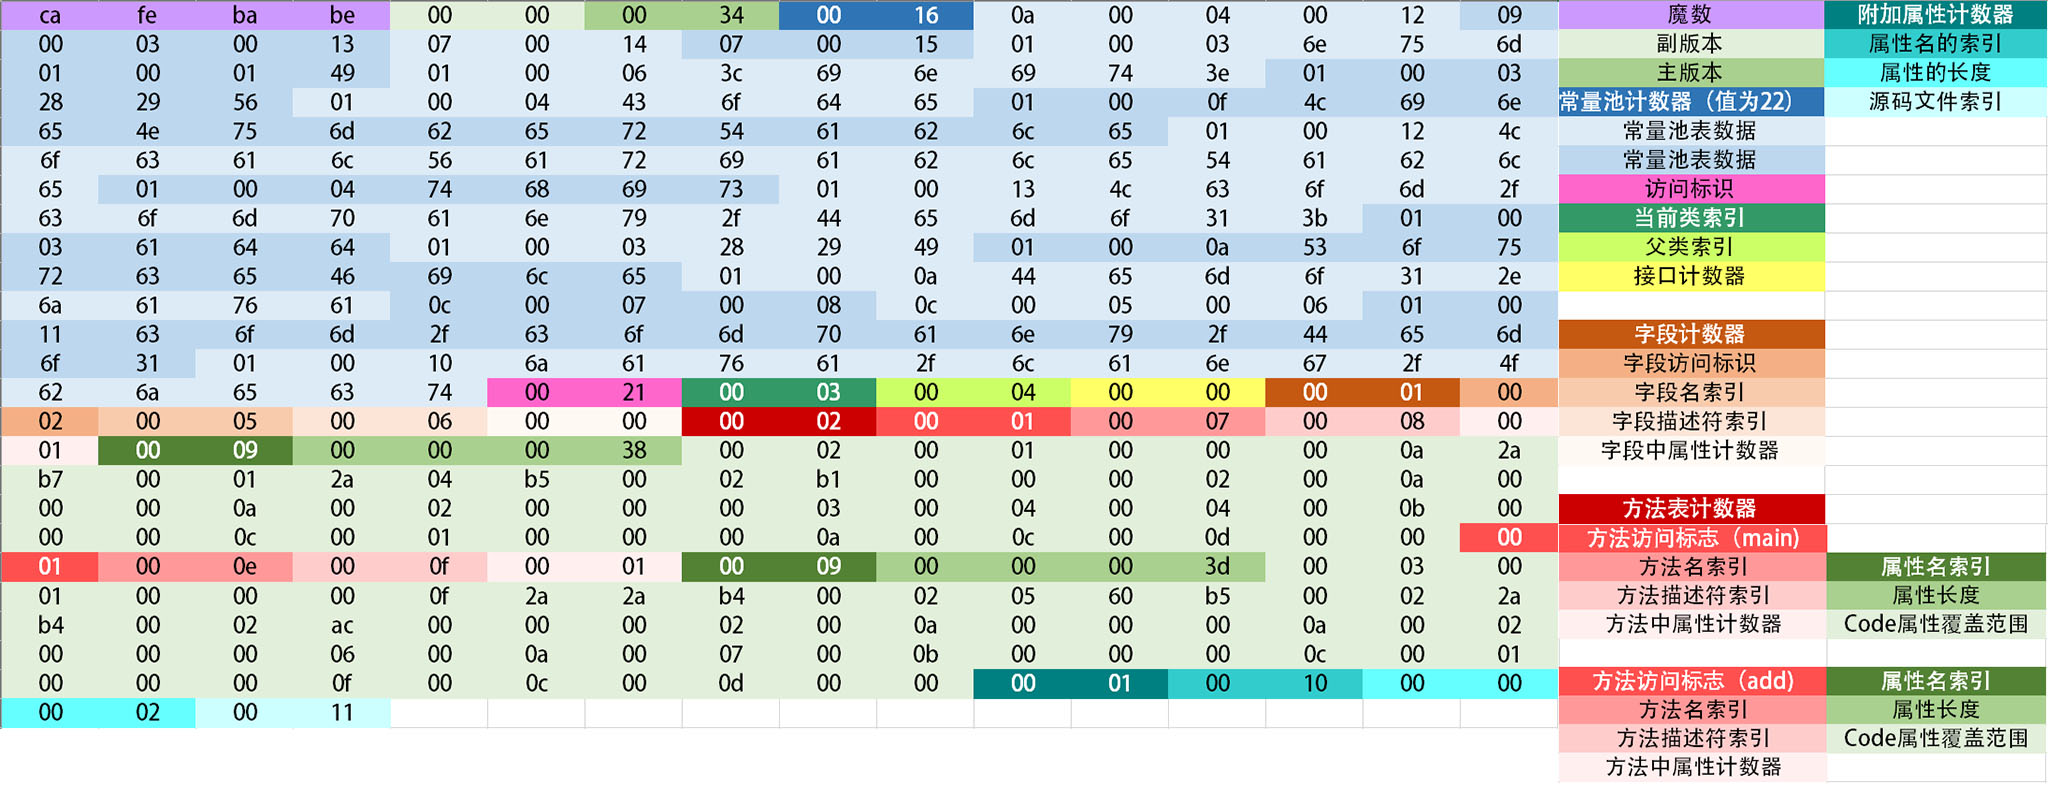 ca fe ba be 00 00 00 34 00 16 0a 00 04 00 12 09 魔数 附加属性计数器
00 03 00 13 07 00 14 07 00 15 01 00 03 6e 75 6d 副版本 属性名的索引
01 00 01 49 01 00 06 3c 69 6e 69 74 3e 01 00 03 主版本 属性的长度
28 29 56 01 00 04 43 6f 64 65 01 00 0f 4c 69 6e 常量池计数器（值为22） 源码文件索引
65 4e 75 6d 62 65 72 54 61 62 6c 65 01 00 12 4c 常量池表数据
6f 63 61 6c 56 61 72 69 61 62 6c 65 54 61 62 6c 常量池表数据
65 01 00 04 74 68 69 73 01 00 13 4c 63 6f 6d 2f 访问标识
63 6f 6d 70 61 6e 79 2f 44 65 6d 6f 31 3b 01 00 当前类索引
03 61 64 64 01 00 03 28 29 49 01 00 0a 53 6f 75 父类索引
72 63 65 46 69 6c 65 01 00 0a 44 65 6d 6f 31 2e 接口计数器
6a 61 76 61 0c 00 07 00 08 0c 00 05 00 06 01 00
11 63 6f 6d 2f 63 6f 6d 70 61 6e 79 2f 44 65 6d 字段计数器
6f 31 01 00 10 6a 61 76 61 2f 6c 61 6e 67 2f 4f 字段访问标识
62 6a 65 63 74 00 21 00 03 00 04 00 00 00 01 00 字段名索引
02 00 05 00 06 00 00 00 02 00 01 00 07 00 08 00 字段描述符索引
01 00 09 00 00 00 38 00 02 00 01 00 00 00 0a 2a 字段中属性计数器
b7 00 01 2a 04 b5 00 02 b1 00 00 00 02 00 0a 00
00 00 0a 00 02 00 00 00 03 00 04 00 04 00 0b 00 方法表计数器
00 00 0c 00 01 00 00 00 0a 00 0c 00 0d 00 00 00 方法访问标志（main)
01 00 0e 00 0f 00 01 00 09 00 00 00 3d 00 03 00 方法名索引 属性名索引
01 00 00 00 0f 2a 2a b4 00 02 05 60 b5 00 02 2a 方法描述符索引 属性长度
b4 00 02 ac 00 00 00 02 00 0a 00 00 00 0a 00 02 方法中属性计数器 Code属性覆盖范围
00 00 00 06 00 0a 00 07 00 0b 00 00 00 0c 00 01
00 00 00 0f 00 0c 00 0d 00 00 00 01 00 10 00 00 方法访问标志（add) 属性名索引
00 02 00 11 方法名索引 属性长度
方法描述符索引 Code属性覆盖范围
方法中属性计数器